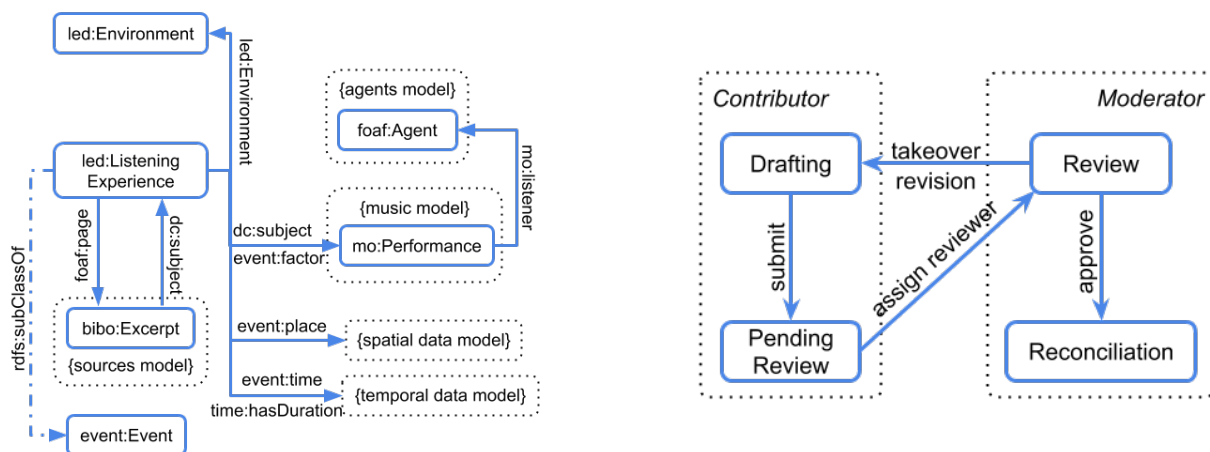 led:Environment
led:Environment
{agents model}
foaf:Agent
mo:listener
led:Listening
Experience
foaf:page
dc:subject
rdfs:subClassOf
{music model}
dc:subject
event:factor
mo:Performance
bibo:Excerpt
{sources model}
event:place
{spatial data model}
event:time
time:hasDuration
{temporal data model}
event:Event
Contributor
Moderator
Drafting
takeover
revision
Review
submit
assign reviewer
approve
Pending
Review
Reconciliation